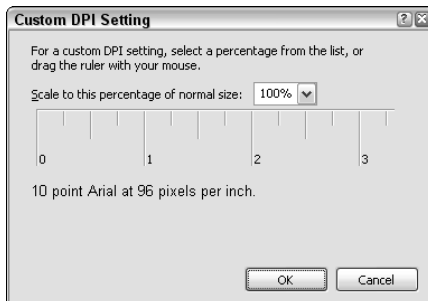 Custom DPI Setting
For a custom DPI setting, select a percentage from the list, or
drag the ruler with your mouse.
Scale to this percentage of normal size: 100%
0 1 2 3
10 point Arial at 96 pixels per inch.
OK Cancel